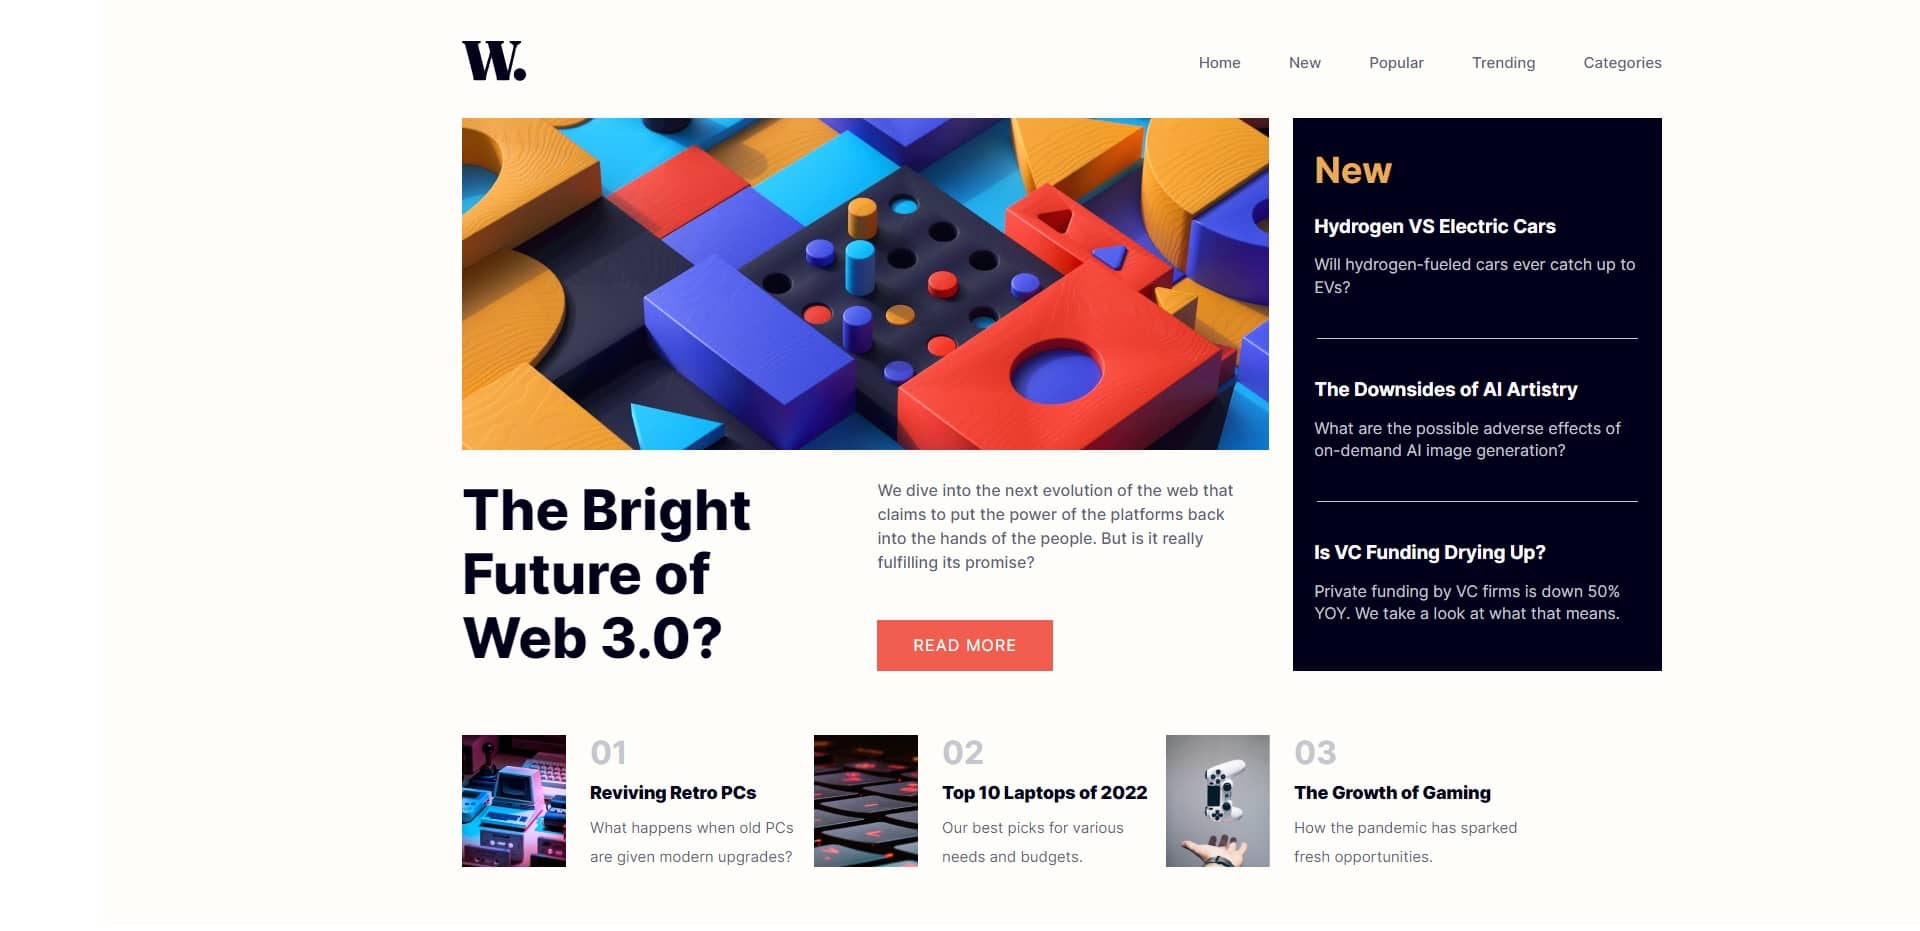 W.
Home
New
Popular
Trending
Categories
The Bright
Future of
Web 3.0?
We dive into the next evolution of the web that
claims to put the power of the platforms back
into the hands of the people. But is it really
fulfilling its promise?
READ MORE
New
Hydrogen VS Electric Cars
Will hydrogen-fueled cars ever catch up to
EVs?
The Downsides of AI Artistry
What are the possible adverse effects of
on-demand AI image generation?
Is VC Funding Drying Up?
Private funding by VC firms is down 50%
YOY. We take a look at what that means.
01
Reviving Retro PCs
What happens when old PCs
are given modern upgrades?
02
Top 10 Laptops of 2022
Our best picks for various
needs and budgets.
03
The Growth of Gaming
How the pandemic has sparked
fresh opportunities.